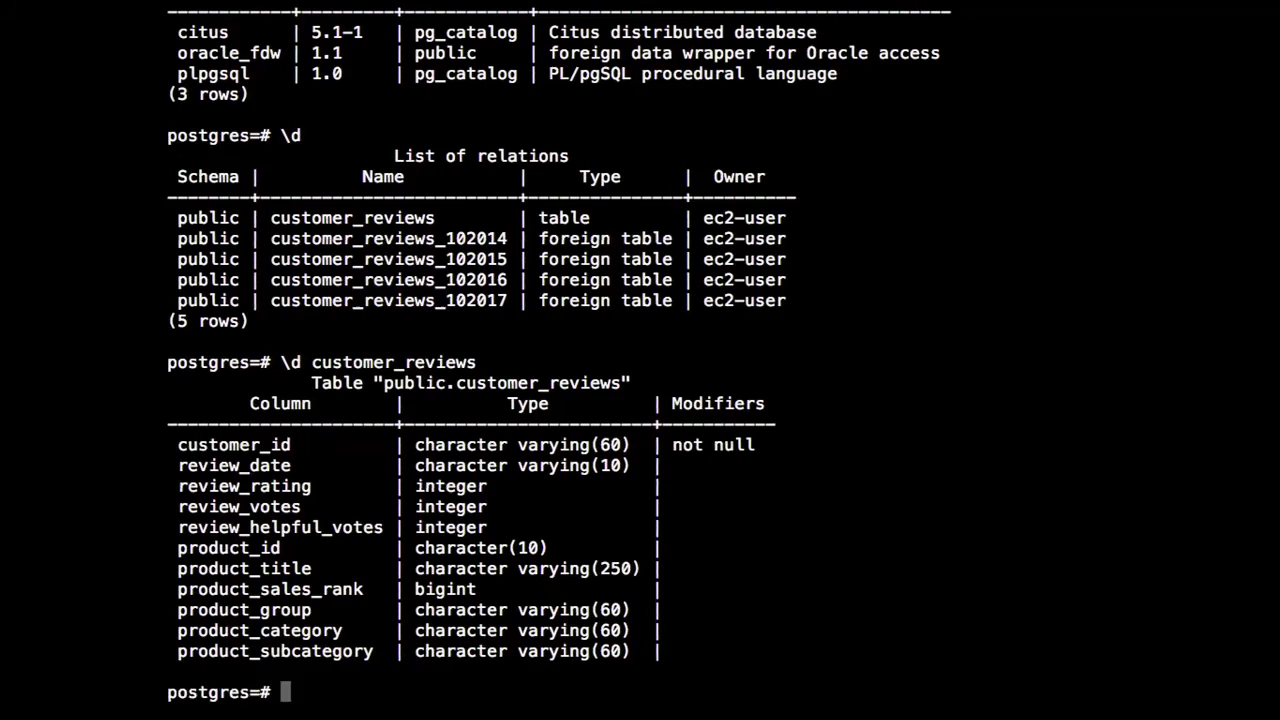 -----------+---------+------------+----------------------------------------
 citus      | 5.1-1   | pg_catalog | Citus distributed database
 oracle_fdw | 1.1     | public     | foreign data wrapper for Oracle access
 plpgsql    | 1.0     | pg_catalog | PL/pgSQL procedural language
(3 rows)
postgres=# \d
                      List of relations
 Schema |          Name           |     Type      |  Owner
--------+-------------------------+---------------+----------
 public | customer_reviews        | table         | ec2-user
 public | customer_reviews_102014 | foreign table | ec2-user
 public | customer_reviews_102015 | foreign table | ec2-user
 public | customer_reviews_102016 | foreign table | ec2-user
 public | customer_reviews_102017 | foreign table | ec2-user
(5 rows)
postgres=# \d customer_reviews
              Table "public.customer_reviews"
        Column        |          Type          | Modifiers
----------------------+------------------------+-----------
 customer_id          | character varying(60)  | not null
 review_date          | character varying(10)  |
 review_rating        | integer                |
 review_votes         | integer                |
 review_helpful_votes | integer                |
 product_id           | character(10)          |
 product_title        | character varying(250) |
 product_sales_rank   | bigint                 |
 product_group        | character varying(60)  |
 product_category     | character varying(60)  |
 product_subcategory  | character varying(60)  |
postgres=#